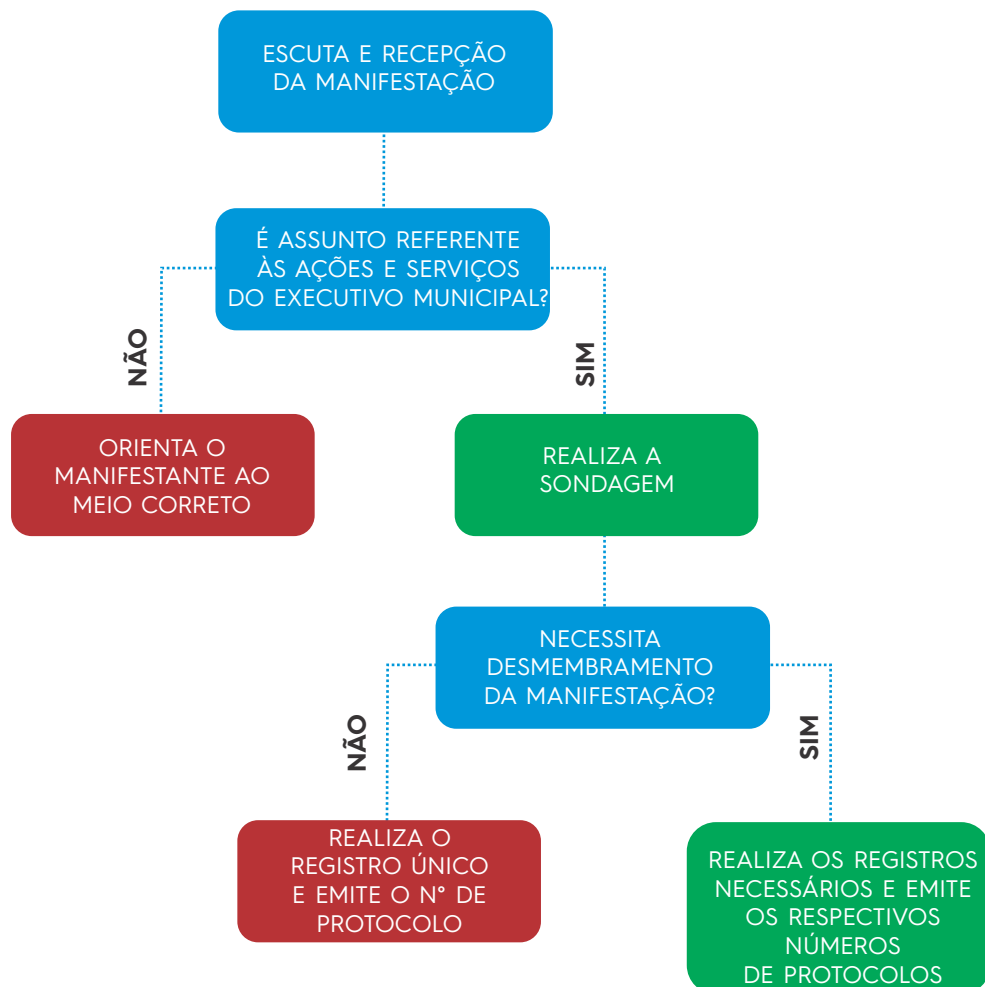 ESCUTA E RECEPÇÃO
DA MANIFESTAÇÃO
É ASSUNTO REFERENTE
ÀS AÇÕES E SERVIÇOS
DO EXECUTIVO MUNICIPAL?
NÃO
SIM
ORIENTA O
MANIFESTANTE AO
MEIO CORRETO
REALIZA A
SONDAGEM
NECESSITA
DESMEMBRAMENTO
DA MANIFESTAÇÃO?
NÃO
SIM
REALIZA O
REGISTRO ÚNICO
E EMITE O N° DE
PROTOCOLO
REALIZA OS REGISTROS
NECESSÁRIOS E EMITE
OS RESPECTIVOS
NÚMEROS
DE PROTOCOLOS